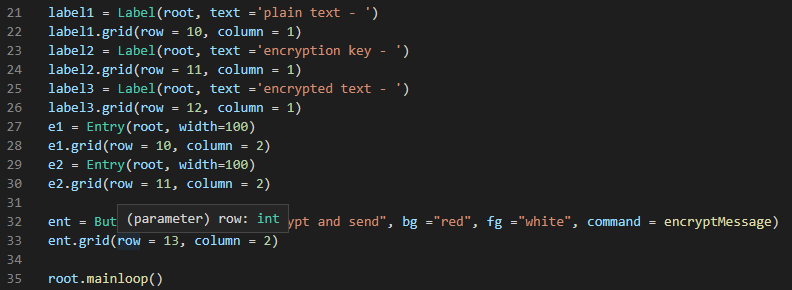 21 label1 = Label(root, text ='plain text - ')
22 label1.grid(row = 10, column = 1)
23 label2 = Label(root, text ='encryption key - ')
24 label2.grid(row = 11, column = 1)
25 label3 = Label(root, text ='encrypted text - ')
26 label3.grid(row = 12, column = 1)
27 e1 = Entry(root, width=100)
28 e1.grid(row = 10, column = 2)
29 e2 = Entry(root, width=100)
30 e2.grid(row = 11, column = 2)
31
(parameter) row: int
32 ent = But ypt and send", bg ="red", fg ="white", command = encryptMessage)
33 ent.grid(row = 13, column = 2)
34
35 root.mainloop()